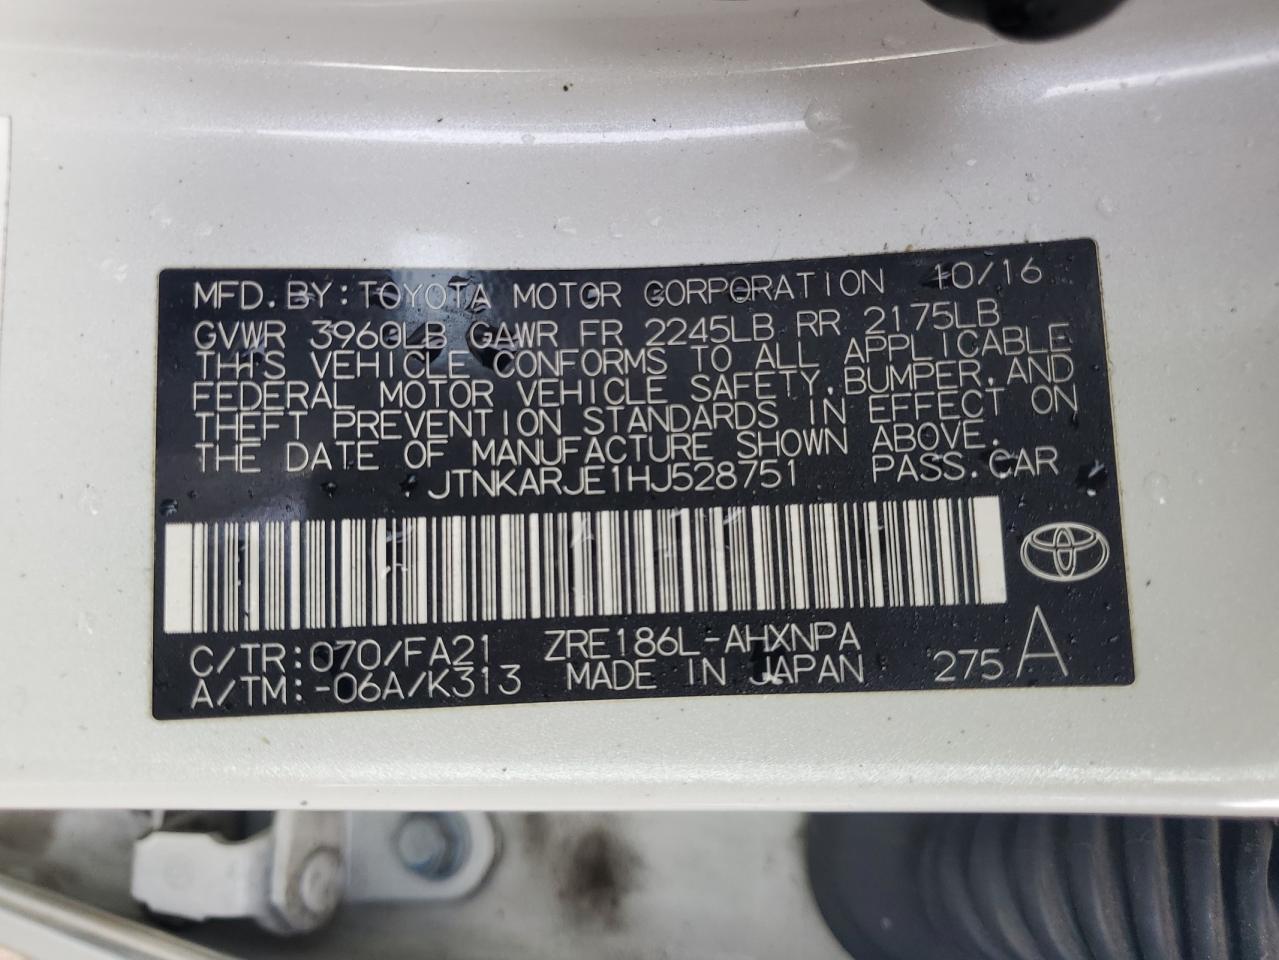 MFD.BY:TOYOTA MOTOR CORPORATION 10/16
GVWR 3960LB GAWR FR 2245LB RR 2175LB
THIS VEHICLE CONFORMS TO ALL APPLICABLE
FEDERAL MOTOR VEHICLE SAFETY,BUMPER,AND
THEFT PREVENTION STANDARDS IN EFFECT ON
THE DATE OF MANUFACTURE SHOWN ABOVE.
JTNKARJE1HJ528751 PASS.CAR
C/TR:070/FA21 ZRE186L-AHXNPA
A/TM:-06A/K313 MADE IN JAPAN 275 A